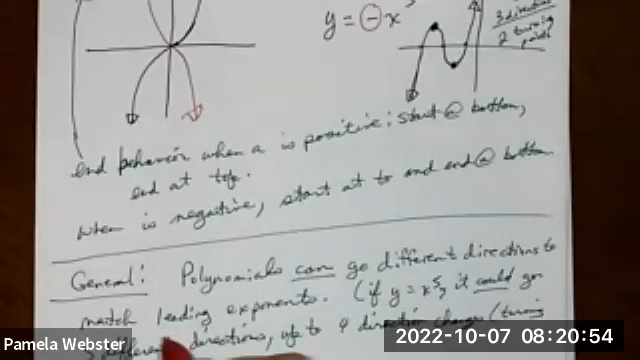 y = -x
3 directions
2 turning
points
end behavior when a is positive; start @ bottom,
end at top.
When is negative, start at to and end @ bottom.
General: Polynomials can go different directions to
match leading exponents. (if y = x⁵, it could go
5 different directions, up to 4 direction changes (turning
Pamela Webster
2022-10-07 08:20:54